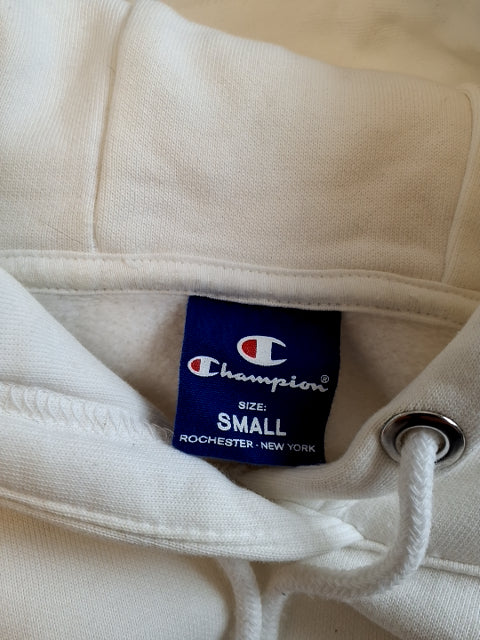 Champion®
SIZE:
SMALL
ROCHESTER - NEW YORK